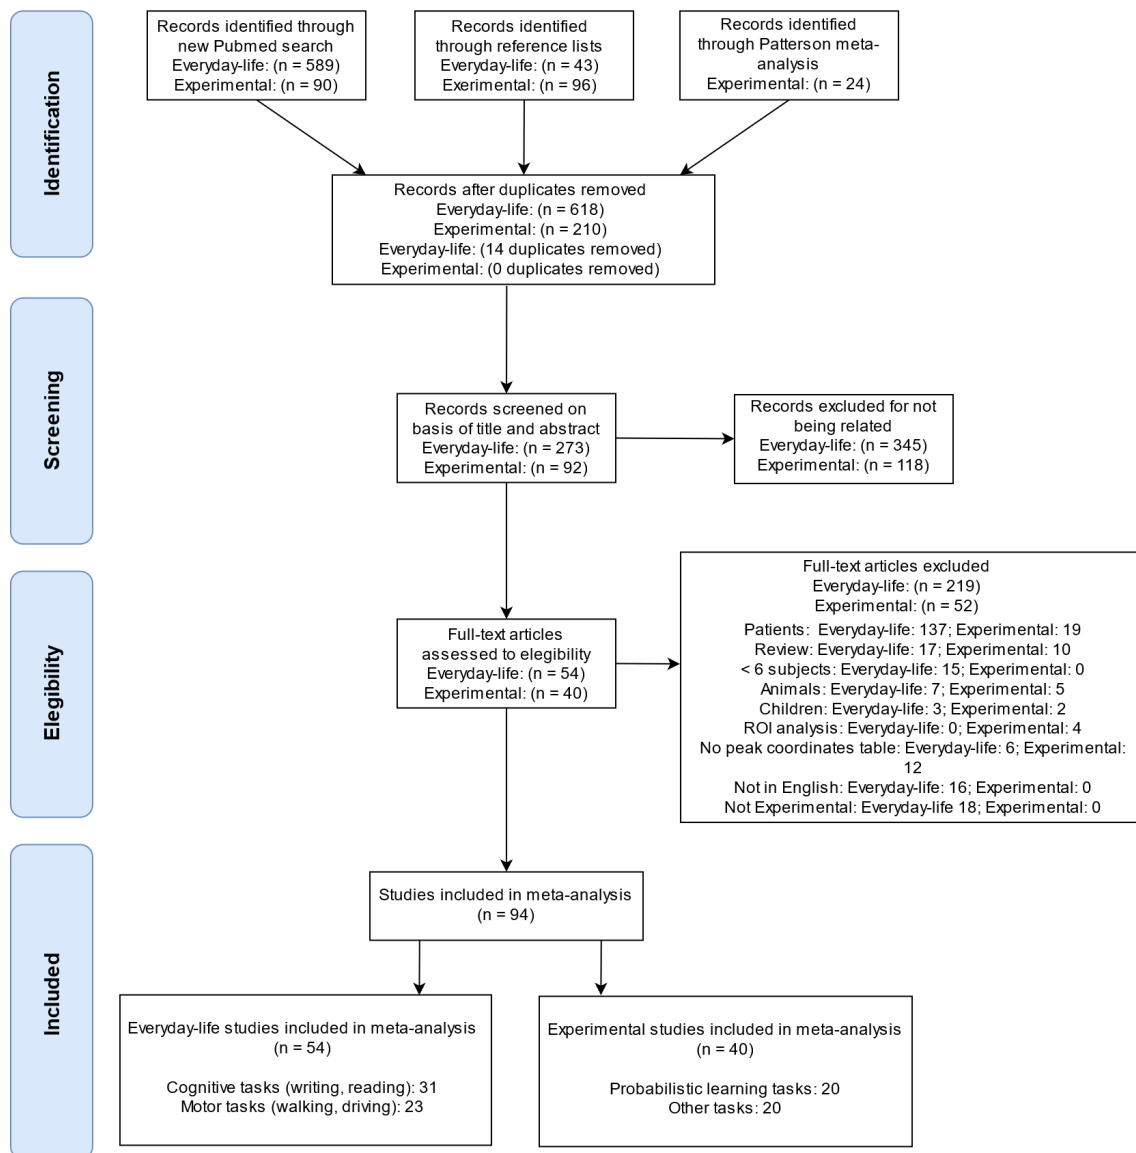 Identification
Records identified through
new Pubmed search
Everyday-life: (n = 589)
Experimental: (n = 90)
Records identified
through reference lists
Everyday-life: (n = 43)
Exerimental: (n = 96)
Records identified
through Patterson meta-
analysis
Experimental: (n = 24)
Records after duplicates removed
Everyday-life: (n = 618)
Experimental: (n = 210)
Everyday-life: (14 duplicates removed)
Experimental: (0 duplicates removed)
Screening
Records screened on
basis of title and abstract
Everyday-life: (n = 273)
Experimental: (n = 92)
Records excluded for not
being related
Everyday-life: (n = 345)
Experimental: (n = 118)
Elegibility
Full-text articles
assessed to elegibility
Everyday-life: (n = 54)
Experimental: (n = 40)
Full-text articles excluded
Everyday-life: (n = 219)
Experimental: (n = 52)
Patients: Everyday-life: 137; Experimental: 19
Review: Everyday-life: 17; Experimental: 10
< 6 subjects: Everyday-life: 15; Experimental: 0
Animals: Everyday-life: 7; Experimental: 5
Children: Everyday-life: 3; Experimental: 2
ROI analysis: Everyday-life: 0; Experimental: 4
No peak coordinates table: Everyday-life: 6; Experimental:
12
Not in English: Everyday-life: 16; Experimental: 0
Not Experimental: Everyday-life 18; Experimental: 0
Included
Studies included in meta-analysis
(n = 94)
Everyday-life studies included in meta-analysis
(n = 54)
Cognitive tasks (writing, reading): 31
Motor tasks (walking, driving): 23
Experimental studies included in meta-analysis
(n = 40)
Probabilistic learning tasks: 20
Other tasks: 20